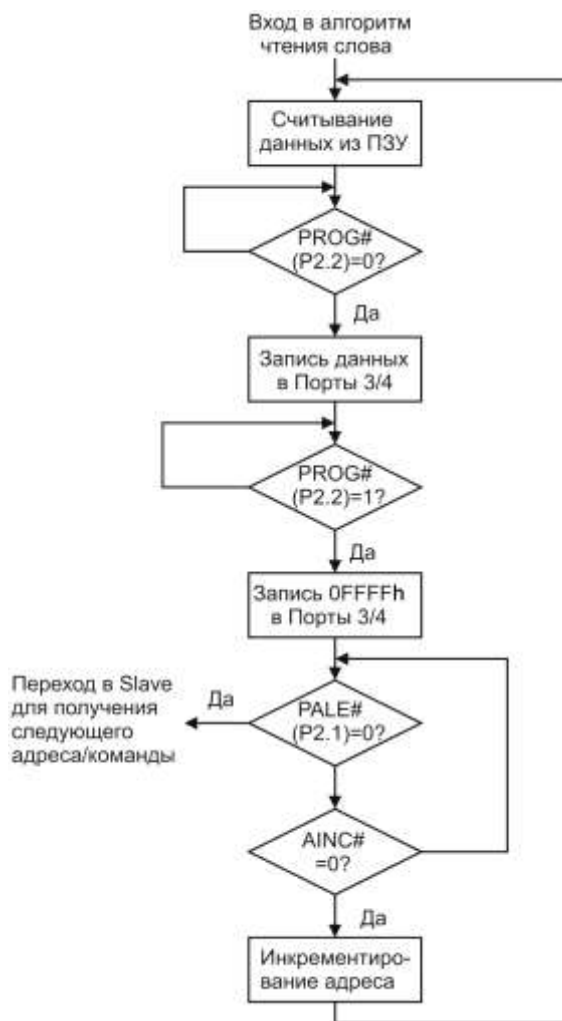 Вход в алгоритм
чтения слова
Считывание
данных из ПЗУ
PROG#
(P2.2)=0?
Да
Запись данных
в Порты 3/4
PROG#
(P2.2)=1?
Да
Запись 0FFFFh
в Порты 3/4
Переход в Slave
для получения
следующего
адреса/команды
Да
PALE#
(P2.1)=0?
AINC#
=0?
Да
Инкрементиро-
вание адреса